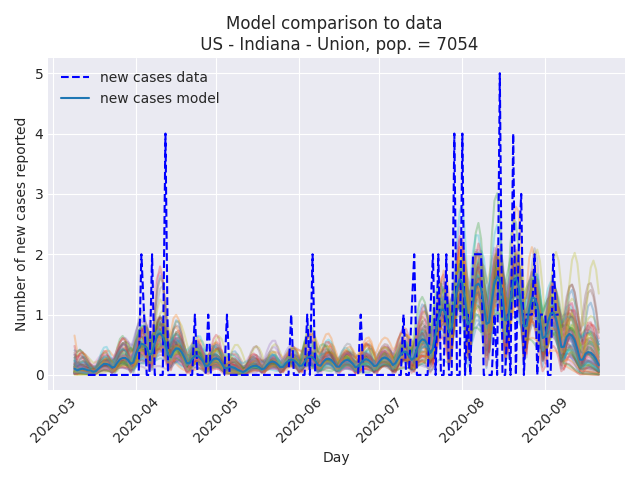 Model comparison to data
US - Indiana - Union, pop. = 7054
new cases data
new cases model
Number of new cases reported
5
4
3
2
1
0
2020-03
2020-04
2020-05
2020-06
2020-07
2020-08
2020-09
Day